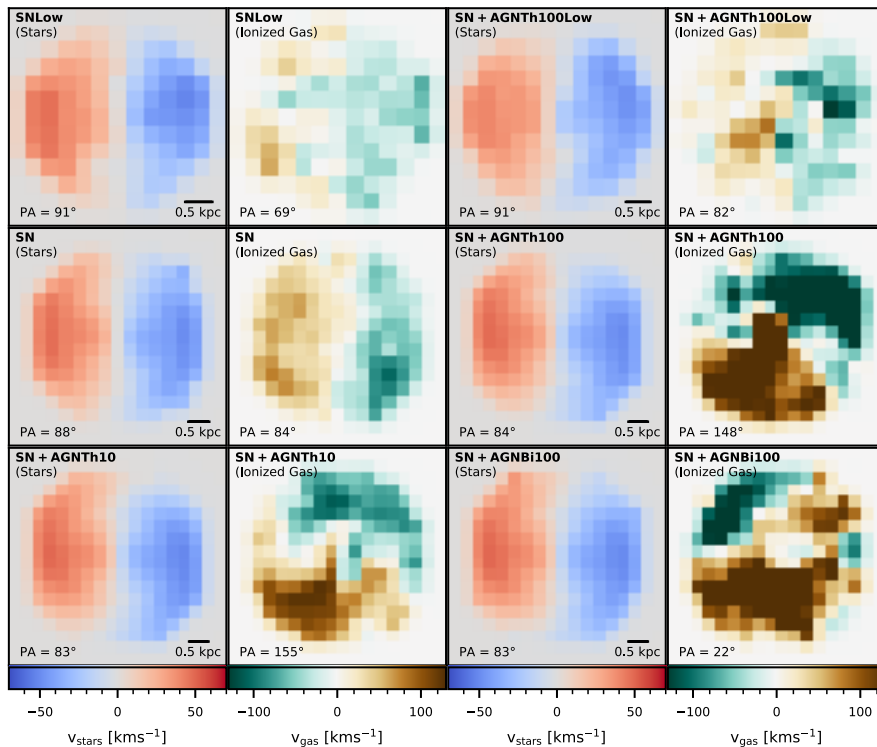 SNLow
(Stars)
PA = 91°
0.5 kpc
SNLow
(Ionized Gas)
PA = 69°
SN + AGNTh100Low
(Stars)
PA = 91°
0.5 kpc
SN + AGNTh100Low
(Ionized Gas)
PA = 82°
SN
(Stars)
PA = 88°
0.5 kpc
SN
(Ionized Gas)
PA = 84°
SN + AGNTh100
(Stars)
PA = 84°
0.5 kpc
SN + AGNTh100
(Ionized Gas)
PA = 148°
SN + AGNTh10
(Stars)
PA = 83°
0.5 kpc
SN + AGNTh10
(Ionized Gas)
PA = 155°
SN + AGNBi100
(Stars)
PA = 83°
0.5 kpc
SN + AGNBi100
(Ionized Gas)
PA = 22°
−50 0 50
−100 0 100
−50 0 50
−100 0 100
v_stars [kms⁻¹]
v_gas [kms⁻¹]
v_stars [kms⁻¹]
v_gas [kms⁻¹]